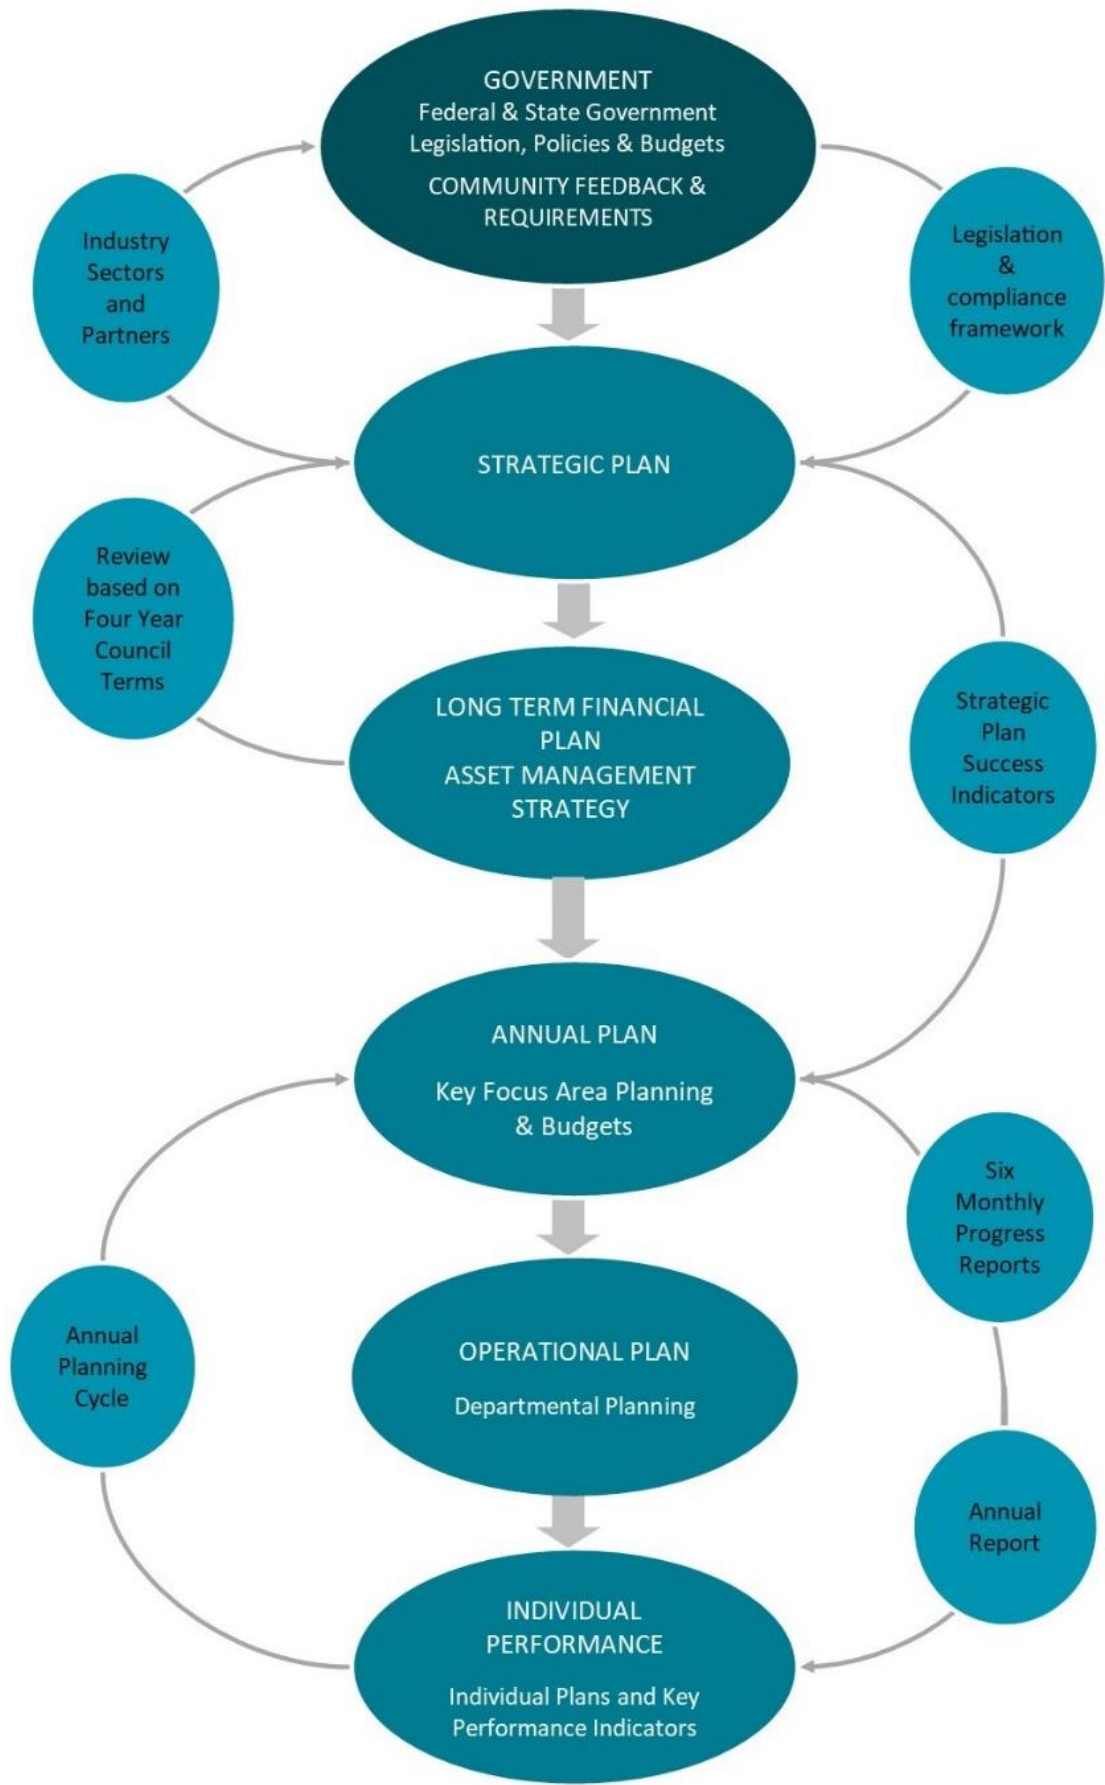 GOVERNMENT
Federal & State Government
Legislation, Policies & Budgets
COMMUNITY FEEDBACK &
REQUIREMENTS
Industry
Sectors
and
Partners
Legislation
&
compliance
framework
STRATEGIC PLAN
Review
based on
Four Year
Council
Terms
LONG TERM FINANCIAL
PLAN
ASSET MANAGEMENT
STRATEGY
Strategic
Plan
Success
Indicators
ANNUAL PLAN
Key Focus Area Planning
& Budgets
Six
Monthly
Progress
Reports
Annual
Planning
Cycle
OPERATIONAL PLAN
Departmental Planning
Annual
Report
INDIVIDUAL
PERFORMANCE
Individual Plans and Key
Performance Indicators